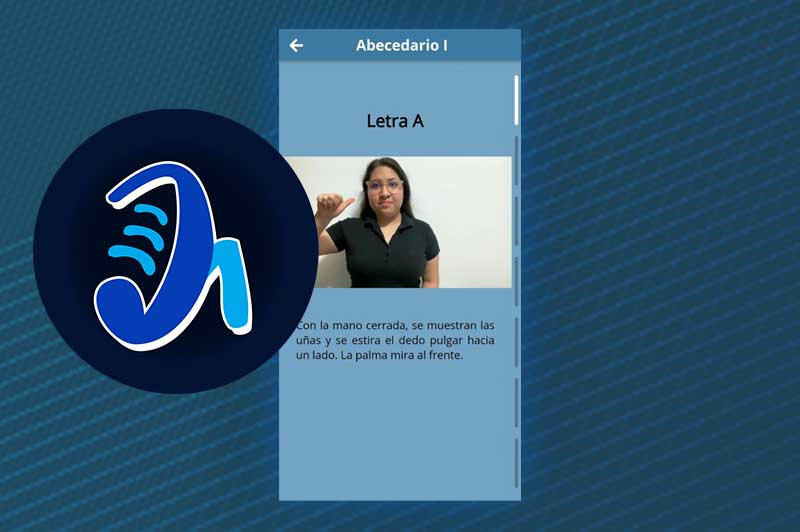 Abecedario I
Letra A
Con la mano cerrada, se muestran las
uñas y se estira el dedo pulgar hacia
un lado. La palma mira al frente.